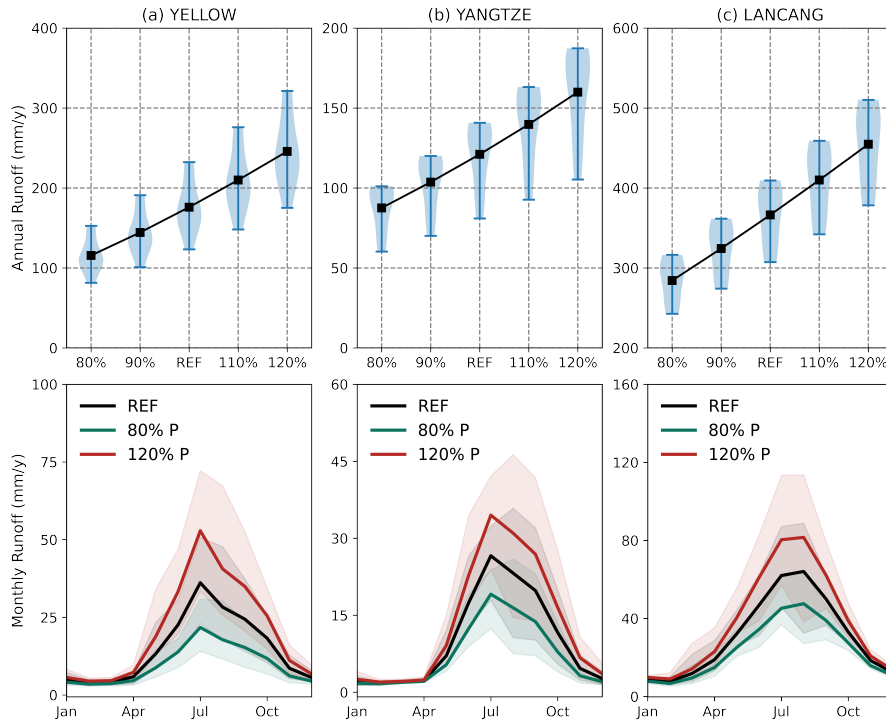 (a) YELLOW
(b) YANGTZE
(c) LANCANG
Annual Runoff (mm/y)
400
300
200
100
0
80%
90%
REF
110%
120%
200
150
100
50
0
80%
90%
REF
110%
120%
600
500
400
300
200
80%
90%
REF
110%
120%
Monthly Runoff (mm/y)
100
75
50
25
0
REF
80% P
120% P
Jan
Apr
Jul
Oct
60
45
30
15
0
REF
80% P
120% P
Jan
Apr
Jul
Oct
160
120
80
40
0
REF
80% P
120% P
Jan
Apr
Jul
Oct